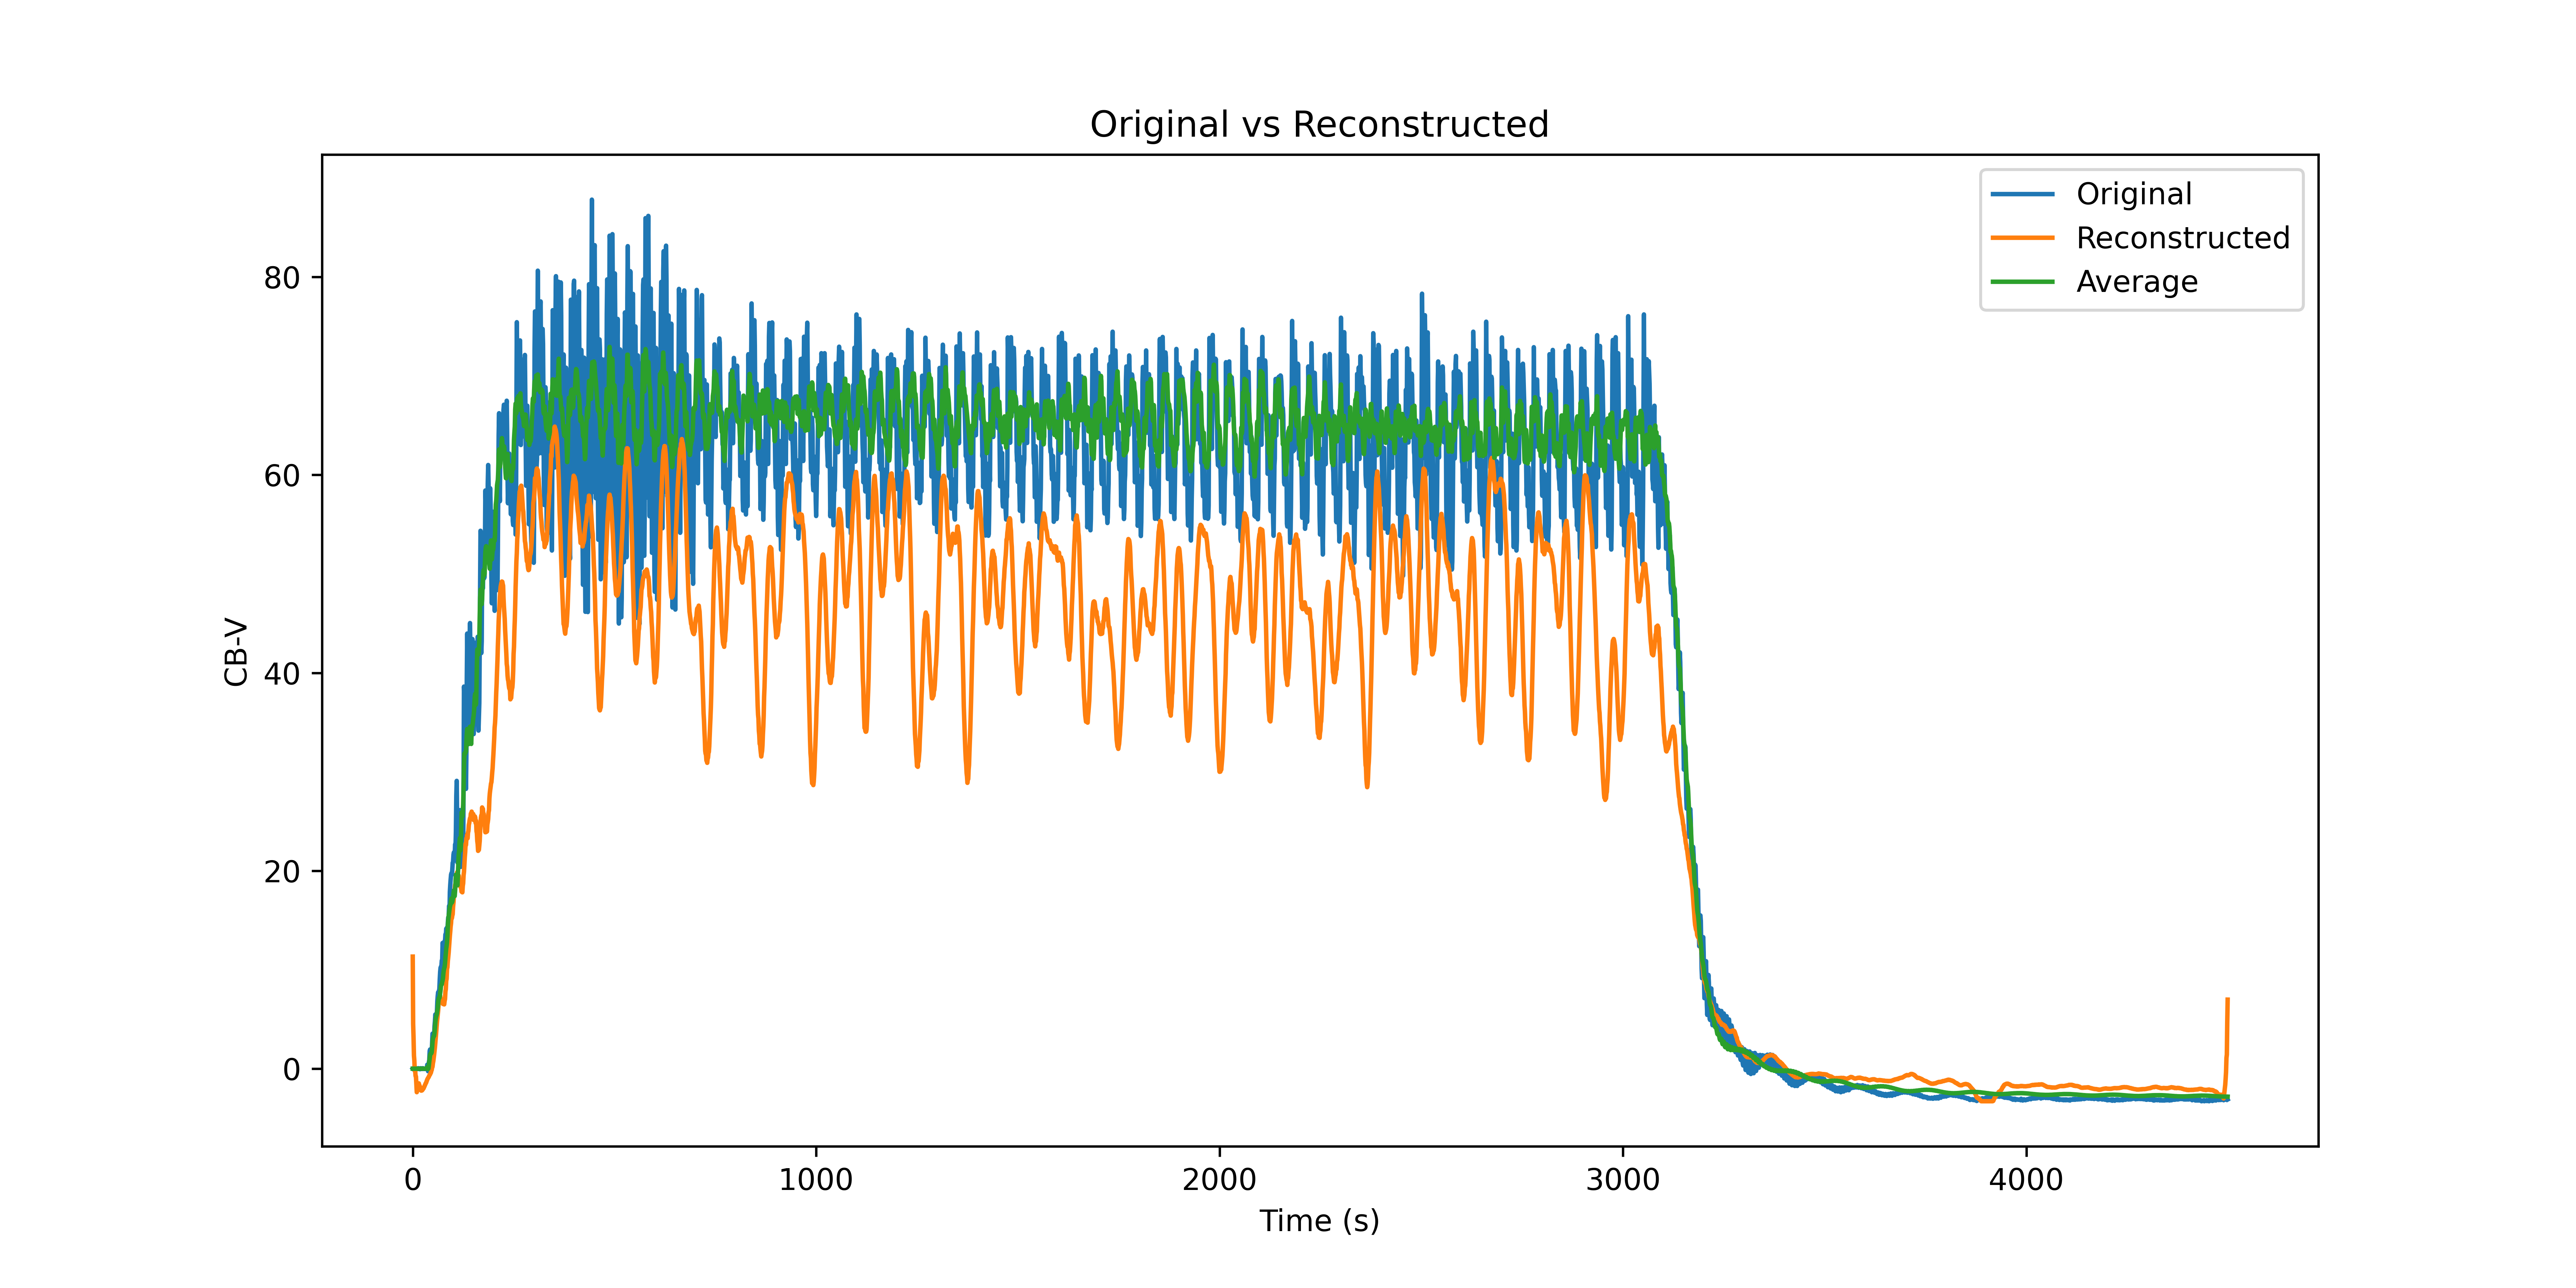 Original vs Reconstructed
Original
Reconstructed
Average
CB-V
80
60
40
20
0
0 1000 2000 3000 4000
Time (s)